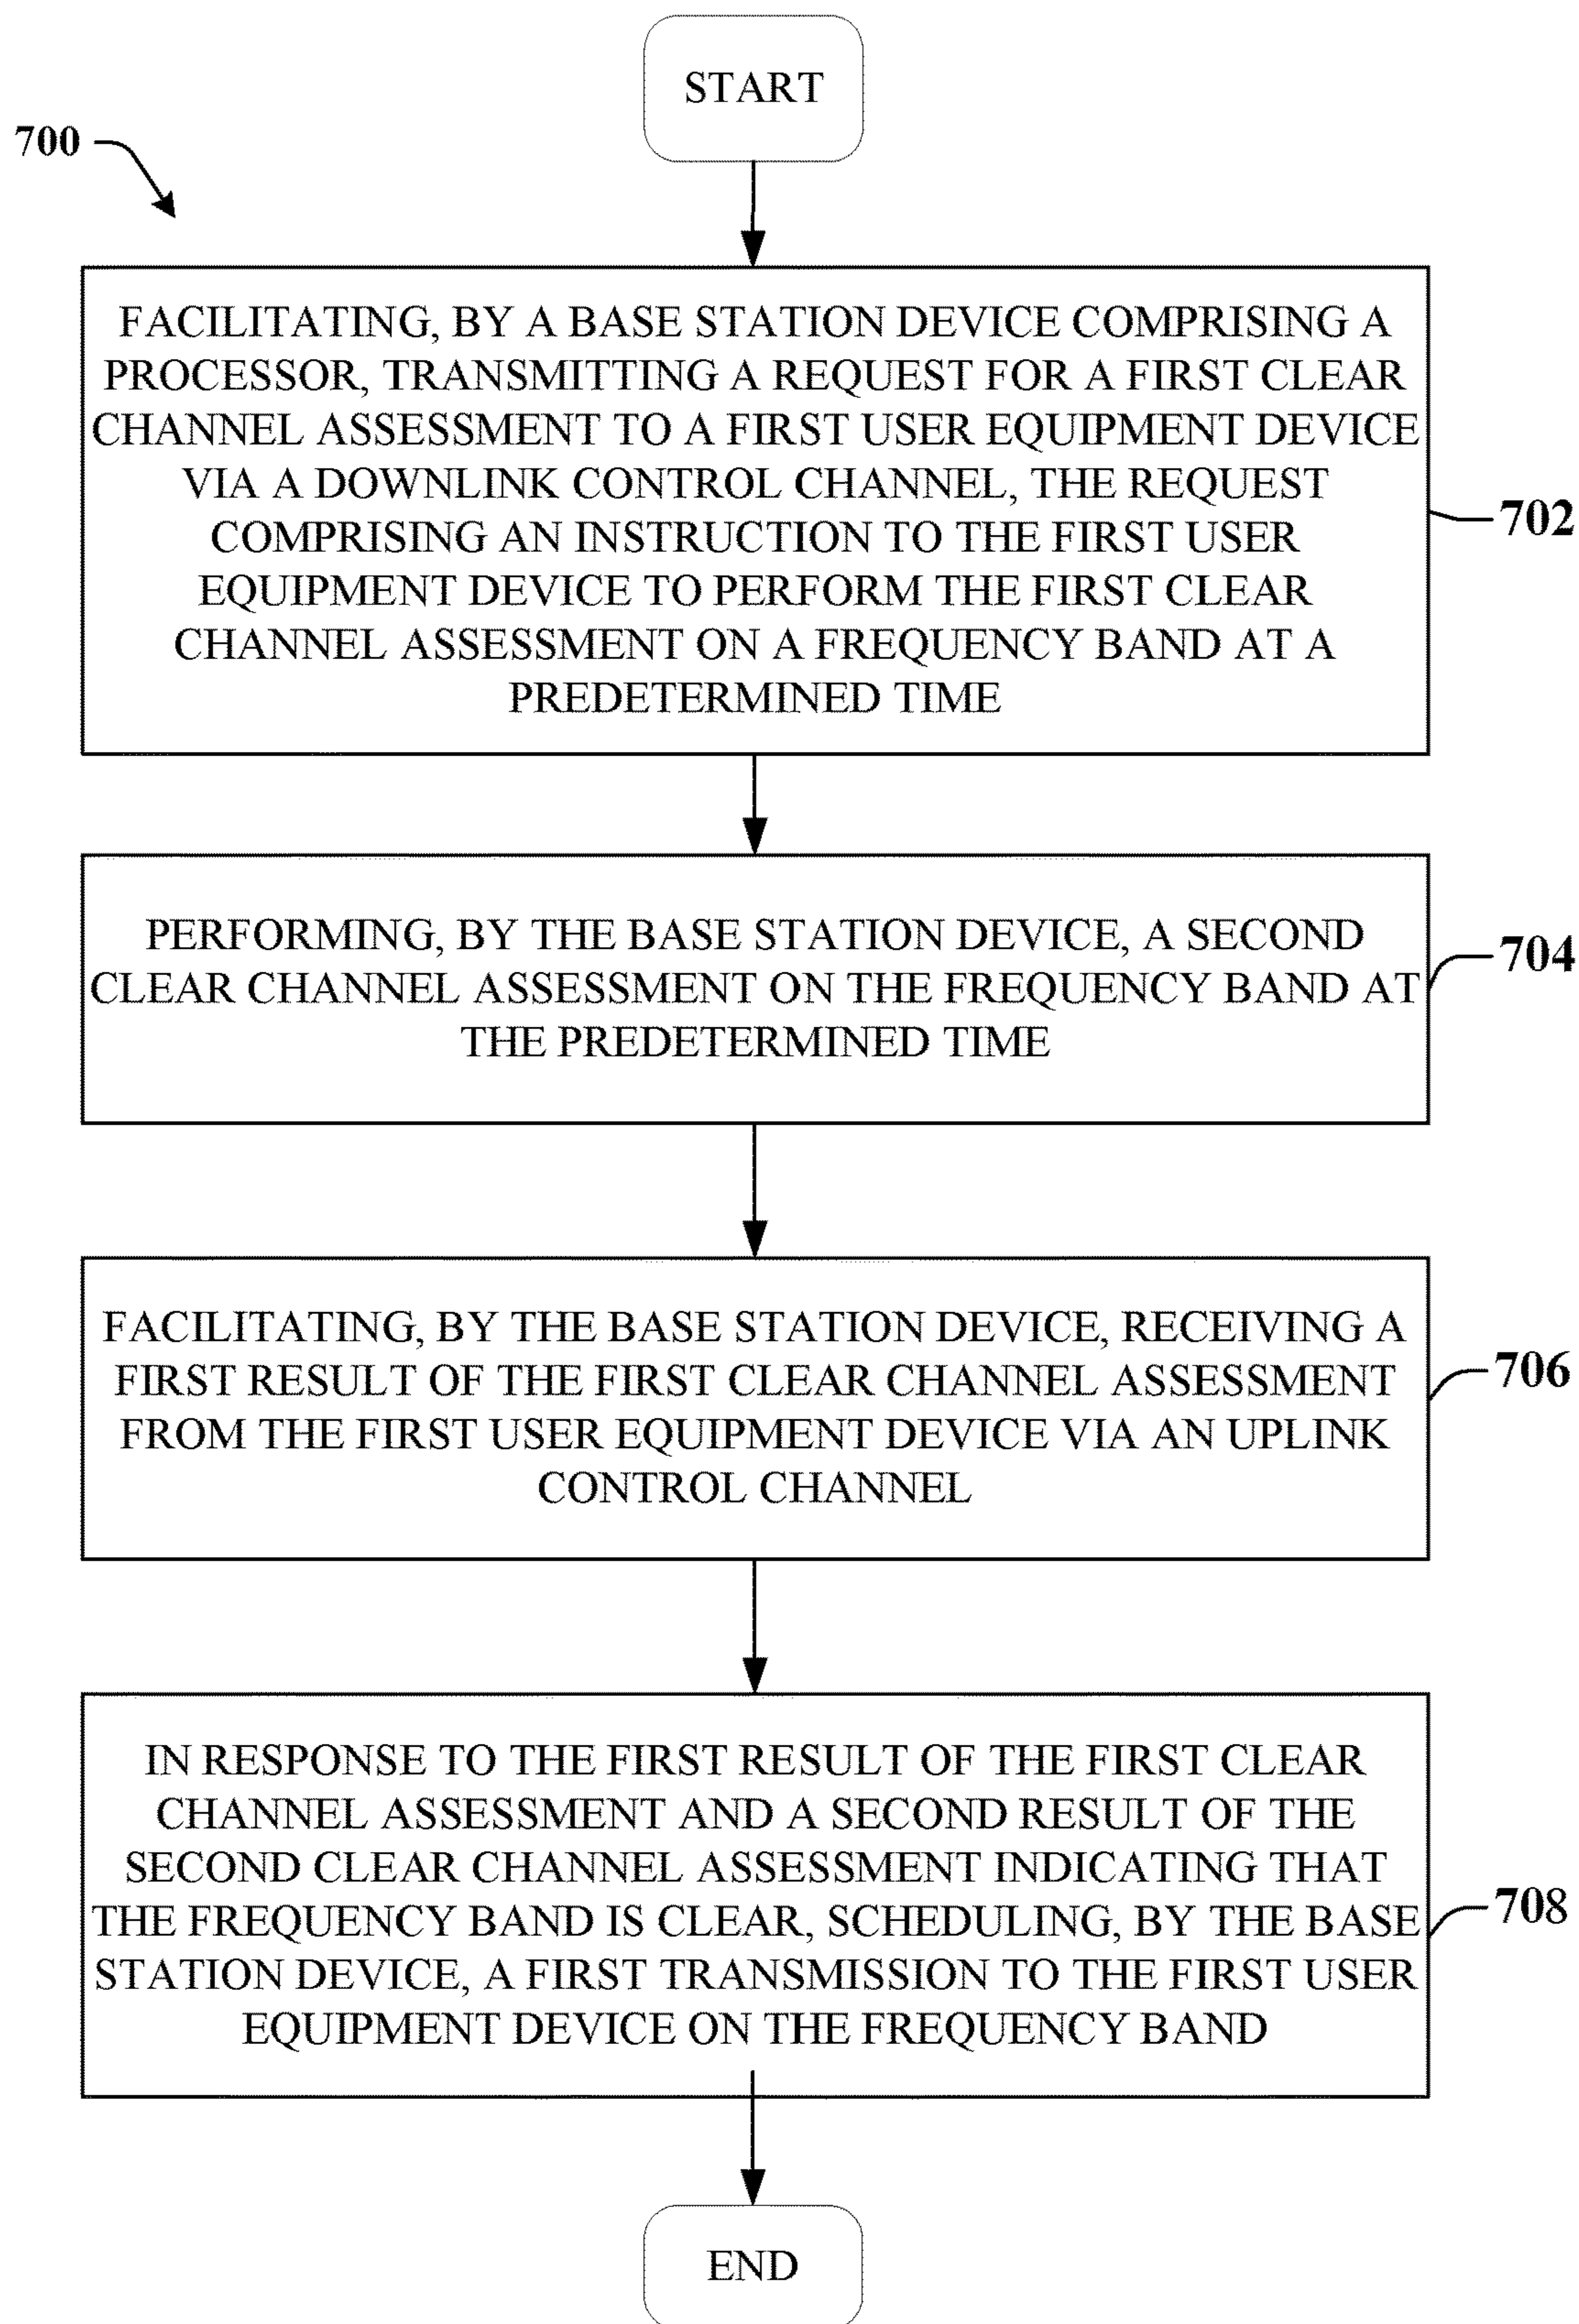 START
700
FACILITATING, BY A BASE STATION DEVICE COMPRISING A
PROCESSOR, TRANSMITTING A REQUEST FOR A FIRST CLEAR
CHANNEL ASSESSMENT TO A FIRST USER EQUIPMENT DEVICE
VIA A DOWNLINK CONTROL CHANNEL, THE REQUEST
COMPRISING AN INSTRUCTION TO THE FIRST USER
EQUIPMENT DEVICE TO PERFORM THE FIRST CLEAR
CHANNEL ASSESSMENT ON A FREQUENCY BAND AT A
PREDETERMINED TIME
702
PERFORMING, BY THE BASE STATION DEVICE, A SECOND
CLEAR CHANNEL ASSESSMENT ON THE FREQUENCY BAND AT
THE PREDETERMINED TIME
704
FACILITATING, BY THE BASE STATION DEVICE, RECEIVING A
FIRST RESULT OF THE FIRST CLEAR CHANNEL ASSESSMENT
FROM THE FIRST USER EQUIPMENT DEVICE VIA AN UPLINK
CONTROL CHANNEL
706
IN RESPONSE TO THE FIRST RESULT OF THE FIRST CLEAR
CHANNEL ASSESSMENT AND A SECOND RESULT OF THE
SECOND CLEAR CHANNEL ASSESSMENT INDICATING THAT
THE FREQUENCY BAND IS CLEAR, SCHEDULING, BY THE BASE
STATION DEVICE, A FIRST TRANSMISSION TO THE FIRST USER
EQUIPMENT DEVICE ON THE FREQUENCY BAND
708
END